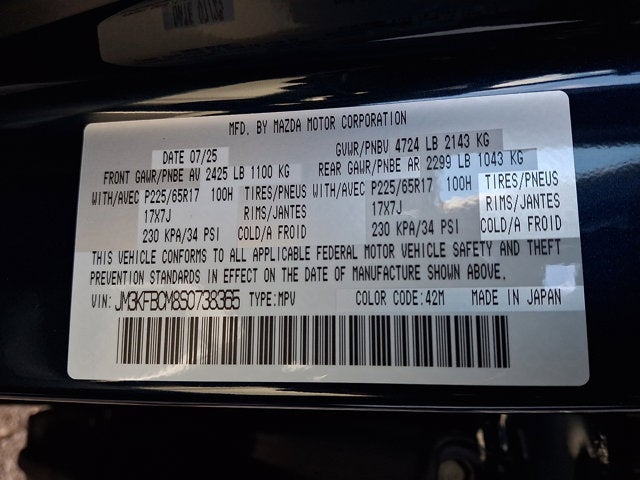 MFD. BY MAZDA MOTOR CORPORATION
DATE 07/25 GVWR/PNBV 4724 LB 2143 KG
FRONT GAWR/PNBE AV 2425 LB 1100 KG REAR GAWR/PNBE AR 2299 LB 1043 KG
WITH/AVEC P225/65R17 100H TIRES/PNEUS WITH/AVEC P225/65R17 100H TIRES/PNEUS
17X7J RIMS/JANTES 17X7J RIMS/JANTES
230 KPA/34 PSI COLD/A FROID 230 KPA/34 PSI COLD/A FROID
THIS VEHICLE CONFORMS TO ALL APPLICABLE FEDERAL MOTOR VEHICLE SAFETY AND THEFT
PREVENTION STANDARDS IN EFFECT ON THE DATE OF MANUFACTURE SHOWN ABOVE.
VIN: JM3KFBCM8S0738365 TYPE:MPV COLOR CODE:42M MADE IN JAPAN